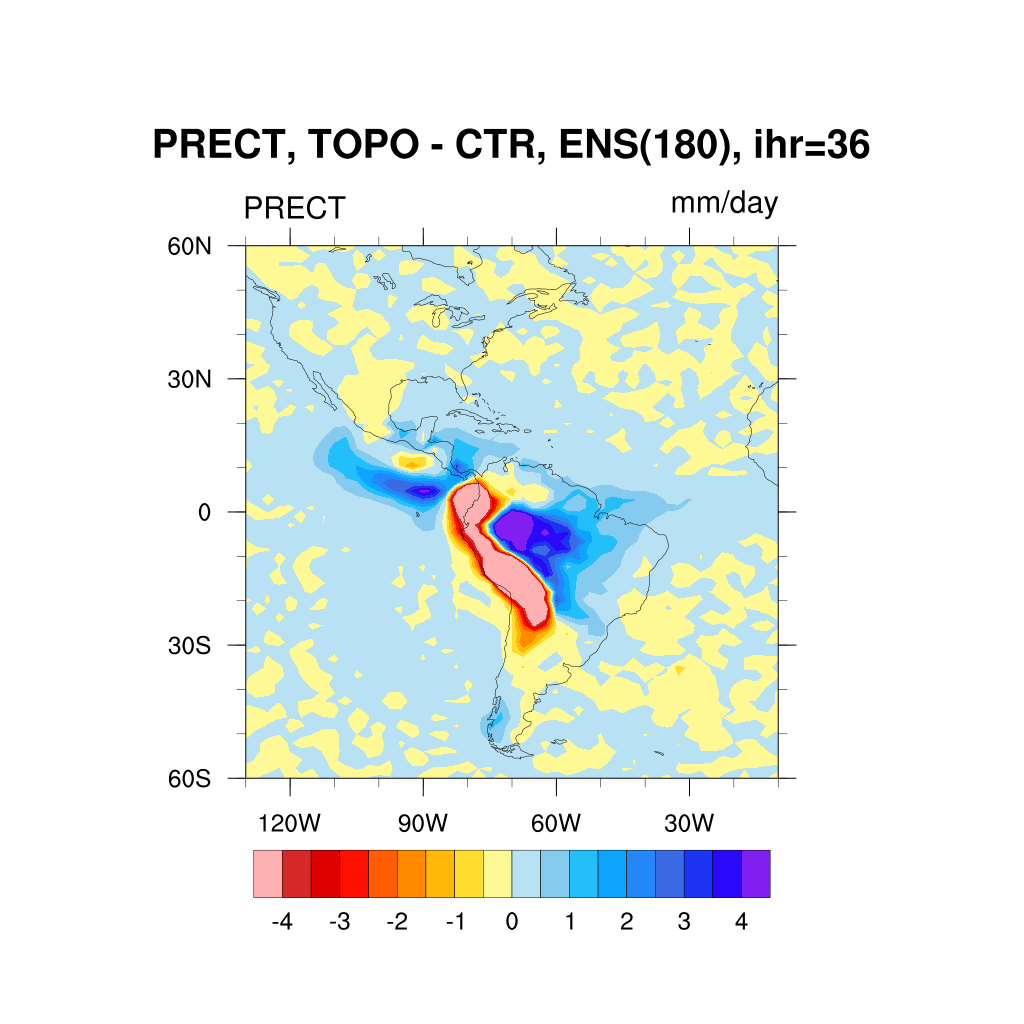 PRECT, TOPO - CTR, ENS(180), ihr=36
PRECT mm/day
60N
30N
0
30S
60S
120W 90W 60W 30W
-4 -3 -2 -1 0 1 2 3 4